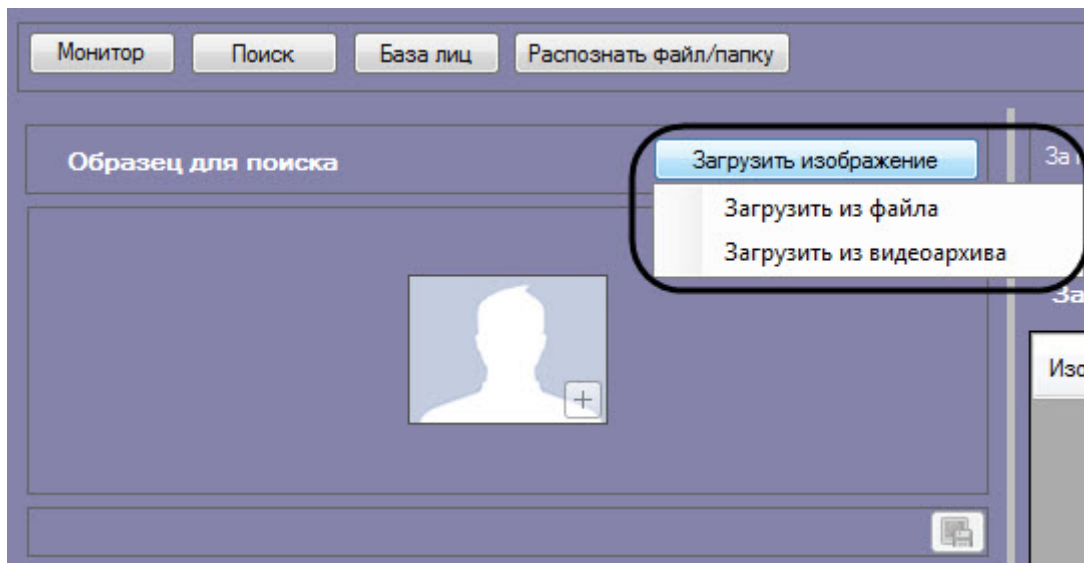 Монитор Поиск База лиц Распознать файл/папку
Образец для поиска
Загрузить изображение
Загрузить из файла
Загрузить из видеоархива